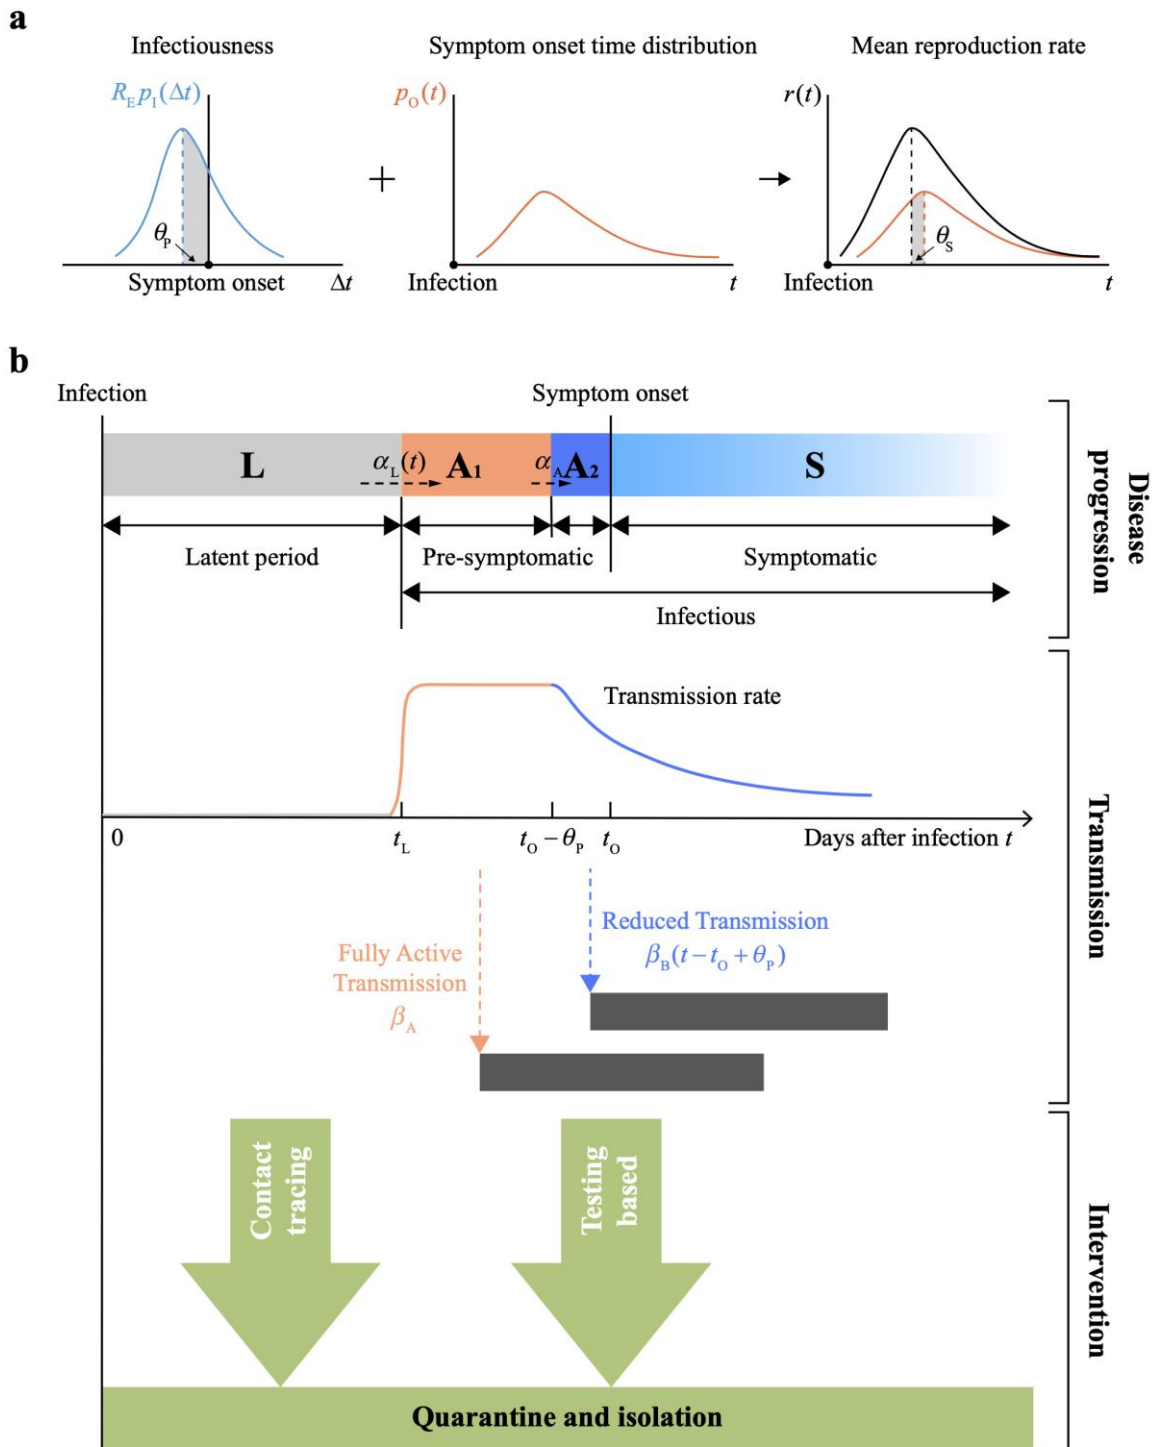 a
Infectiousness
Symptom onset time distribution
Mean reproduction rate
R_E p_I(Δt)
p_O(t)
r(t)
+
θ_P
θ_S
Symptom onset
Δt
Infection
t
Infection
t
b
Infection
Symptom onset
L
α_L(t)
A₁
α_A
A₂
S
Latent period
Pre-symptomatic
Symptomatic
Infectious
Disease
progression
Transmission rate
0
t_L
t_O − θ_P
t_O
Days after infection t
Fully Active
Transmission
β_A
Reduced Transmission
β_B(t − t_O + θ_P)
Transmission
Contact
tracing
Testing
based
Intervention
Quarantine and isolation